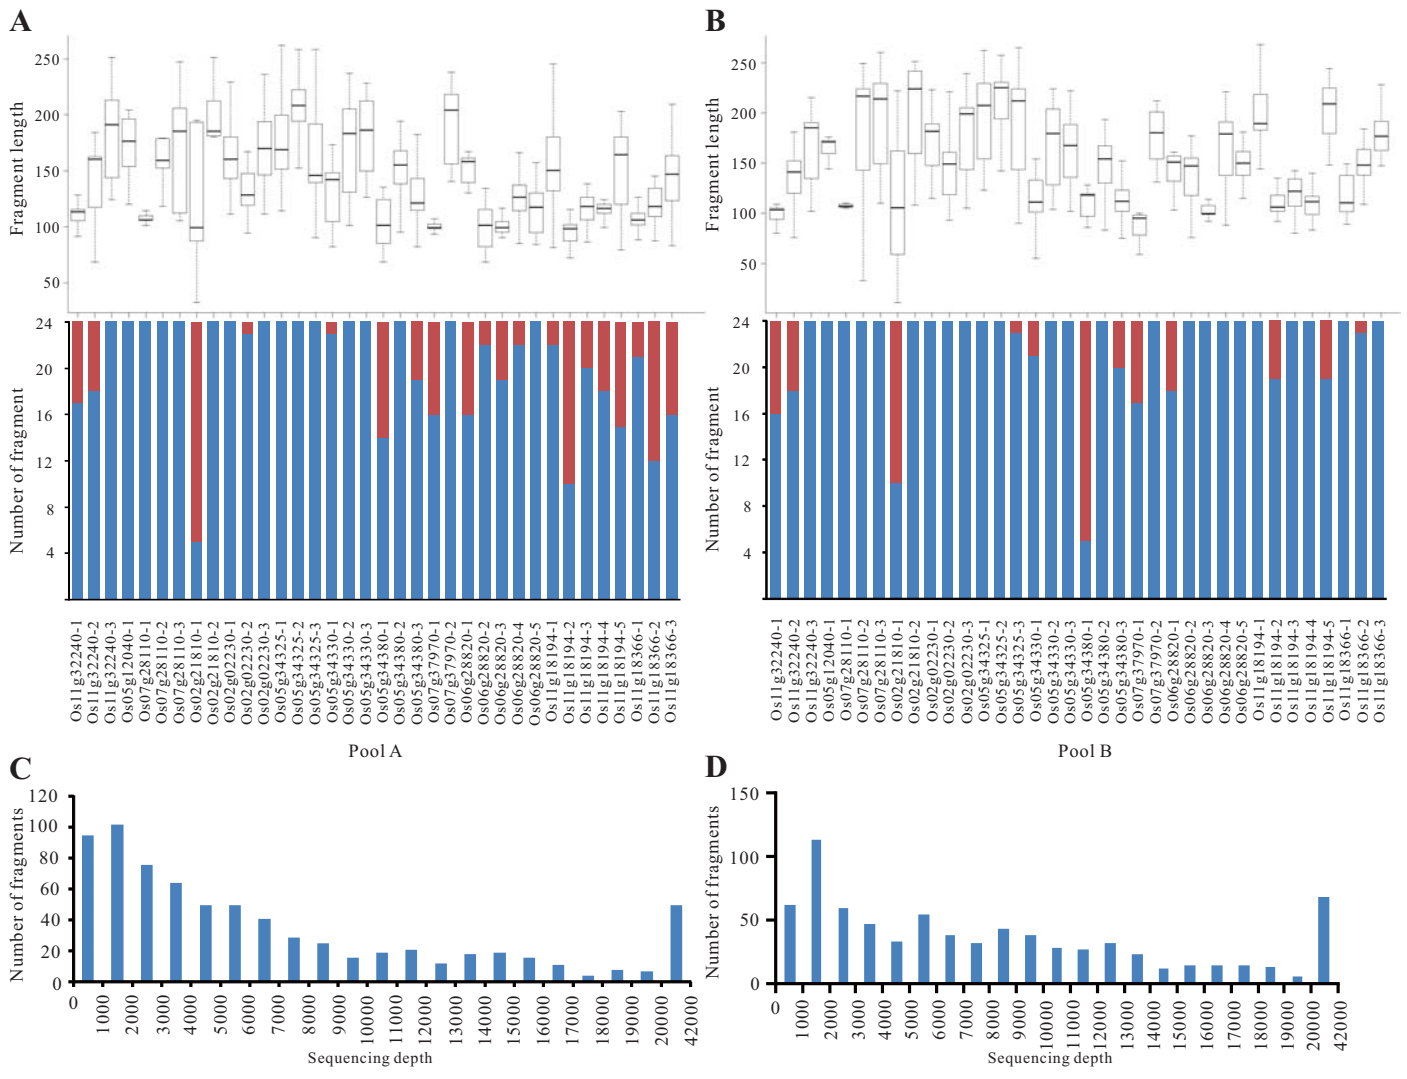 A
B
Fragment length
250
200
150
100
50
Fragment length
250
200
150
100
50
Number of fragment
24
20
16
12
8
4
Number of fragment
24
20
16
12
8
4
Os11g32240-1
Os11g32240-2
Os11g32240-3
Os05g12040-1
Os07g28110-1
Os07g28110-2
Os07g28110-3
Os02g21810-1
Os02g21810-2
Os02g02230-1
Os02g02230-2
Os02g02230-3
Os05g34325-1
Os05g34325-2
Os05g34325-3
Os05g34330-1
Os05g34330-2
Os05g34330-3
Os05g34380-1
Os05g34380-2
Os05g34380-3
Os07g37970-1
Os07g37970-2
Os06g28820-1
Os06g28820-2
Os06g28820-3
Os06g28820-4
Os06g28820-5
Os11g18194-1
Os11g18194-2
Os11g18194-3
Os11g18194-4
Os11g18194-5
Os11g18366-1
Os11g18366-2
Os11g18366-3
Pool A
Os11g32240-1
Os11g32240-2
Os11g32240-3
Os05g12040-1
Os07g28110-1
Os07g28110-2
Os07g28110-3
Os02g21810-1
Os02g21810-2
Os02g02230-1
Os02g02230-2
Os02g02230-3
Os05g34325-1
Os05g34325-2
Os05g34325-3
Os05g34330-1
Os05g34330-2
Os05g34330-3
Os05g34380-1
Os05g34380-2
Os05g34380-3
Os07g37970-1
Os07g37970-2
Os06g28820-1
Os06g28820-2
Os06g28820-3
Os06g28820-4
Os06g28820-5
Os11g18194-1
Os11g18194-2
Os11g18194-3
Os11g18194-4
Os11g18194-5
Os11g18366-1
Os11g18366-2
Os11g18366-3
Pool B
C
Number of fragments
120
100
80
60
40
20
0
0
1000
2000
3000
4000
5000
6000
7000
8000
9000
10000
11000
12000
13000
14000
15000
16000
17000
18000
19000
20000
42000
Sequencing depth
D
Number of fragments
150
100
50
0
0
1000
2000
3000
4000
5000
6000
7000
8000
9000
10000
11000
12000
13000
14000
15000
16000
17000
18000
19000
20000
42000
Sequencing depth